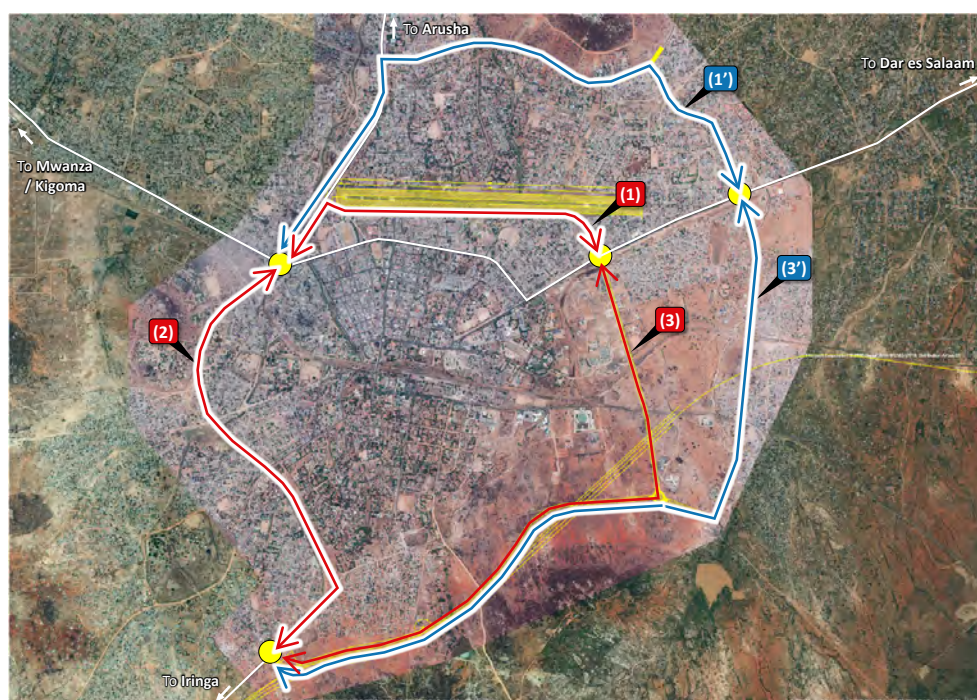 To Arusha
To Dar es Salaam
(1')
To Mwanza
/ Kigoma
(1)
(3')
(2)
(3)
To Iringa